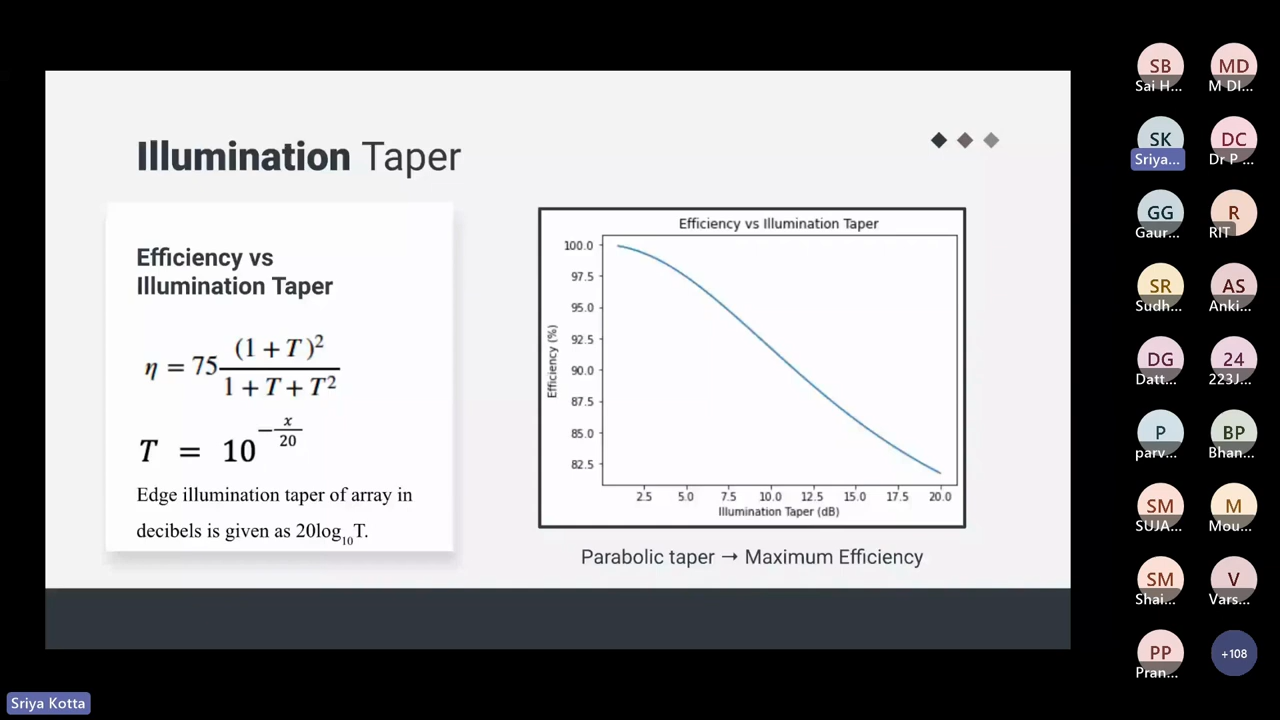 Illumination Taper
Efficiency vs
Illumination Taper
η = 75 (1 + T)² / 1 + T + T²
T = 10^(-x/20)
Edge illumination taper of array in
decibels is given as 20log₁₀T.
Efficiency vs Illumination Taper
100.0
97.5
95.0
92.5
90.0
87.5
85.0
82.5
Efficiency (%)
2.5 5.0 7.5 10.0 12.5 15.0 17.5 20.0
Illumination Taper (dB)
Parabolic taper → Maximum Efficiency
SB MD
Sai H... M DI...
SK DC
Sriya... Dr P ...
GG R
Gaur... RIT
SR AS
Sudh... Anki...
DG 24
Datt... 223J...
P BP
parv... Bhan...
SM M
SUJA... Mou...
SM V
Shai... Vars...
PP +108
Pran...
Sriya Kotta